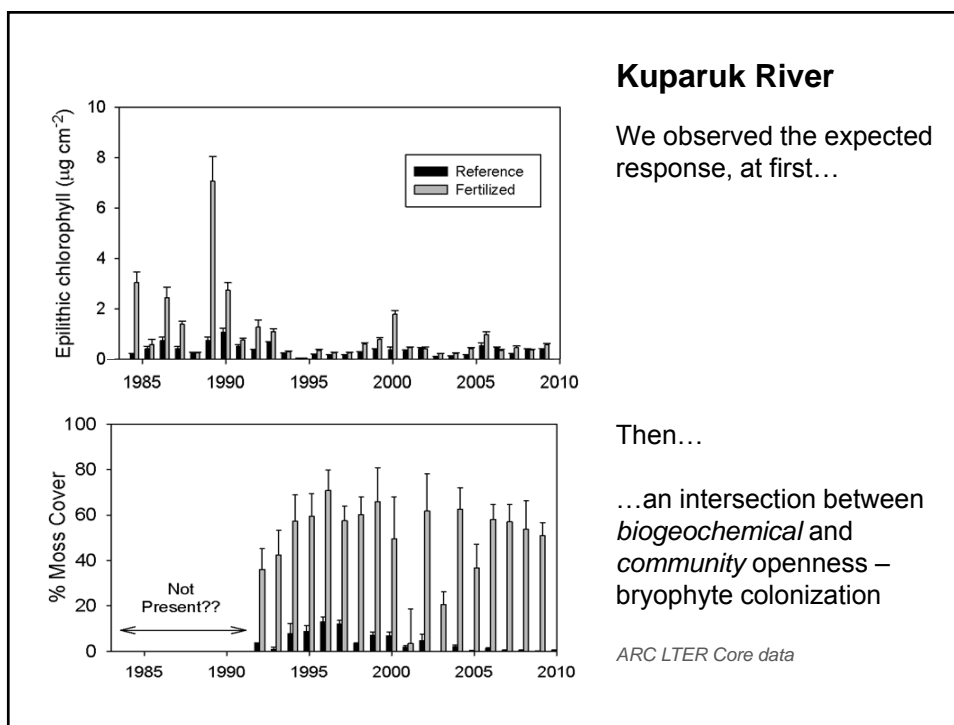 Kuparuk River
We observed the expected
response, at first…
10
8
6
4
2
0
Epilithic chlorophyll (µg cm-2)
Reference
Fertilized
1985 1990 1995 2000 2005 2010
100
80
60
40
20
0
% Moss Cover
Not
Present??
1985 1990 1995 2000 2005 2010
Then…
…an intersection between
biogeochemical and
community openness –
bryophyte colonization
ARC LTER Core data